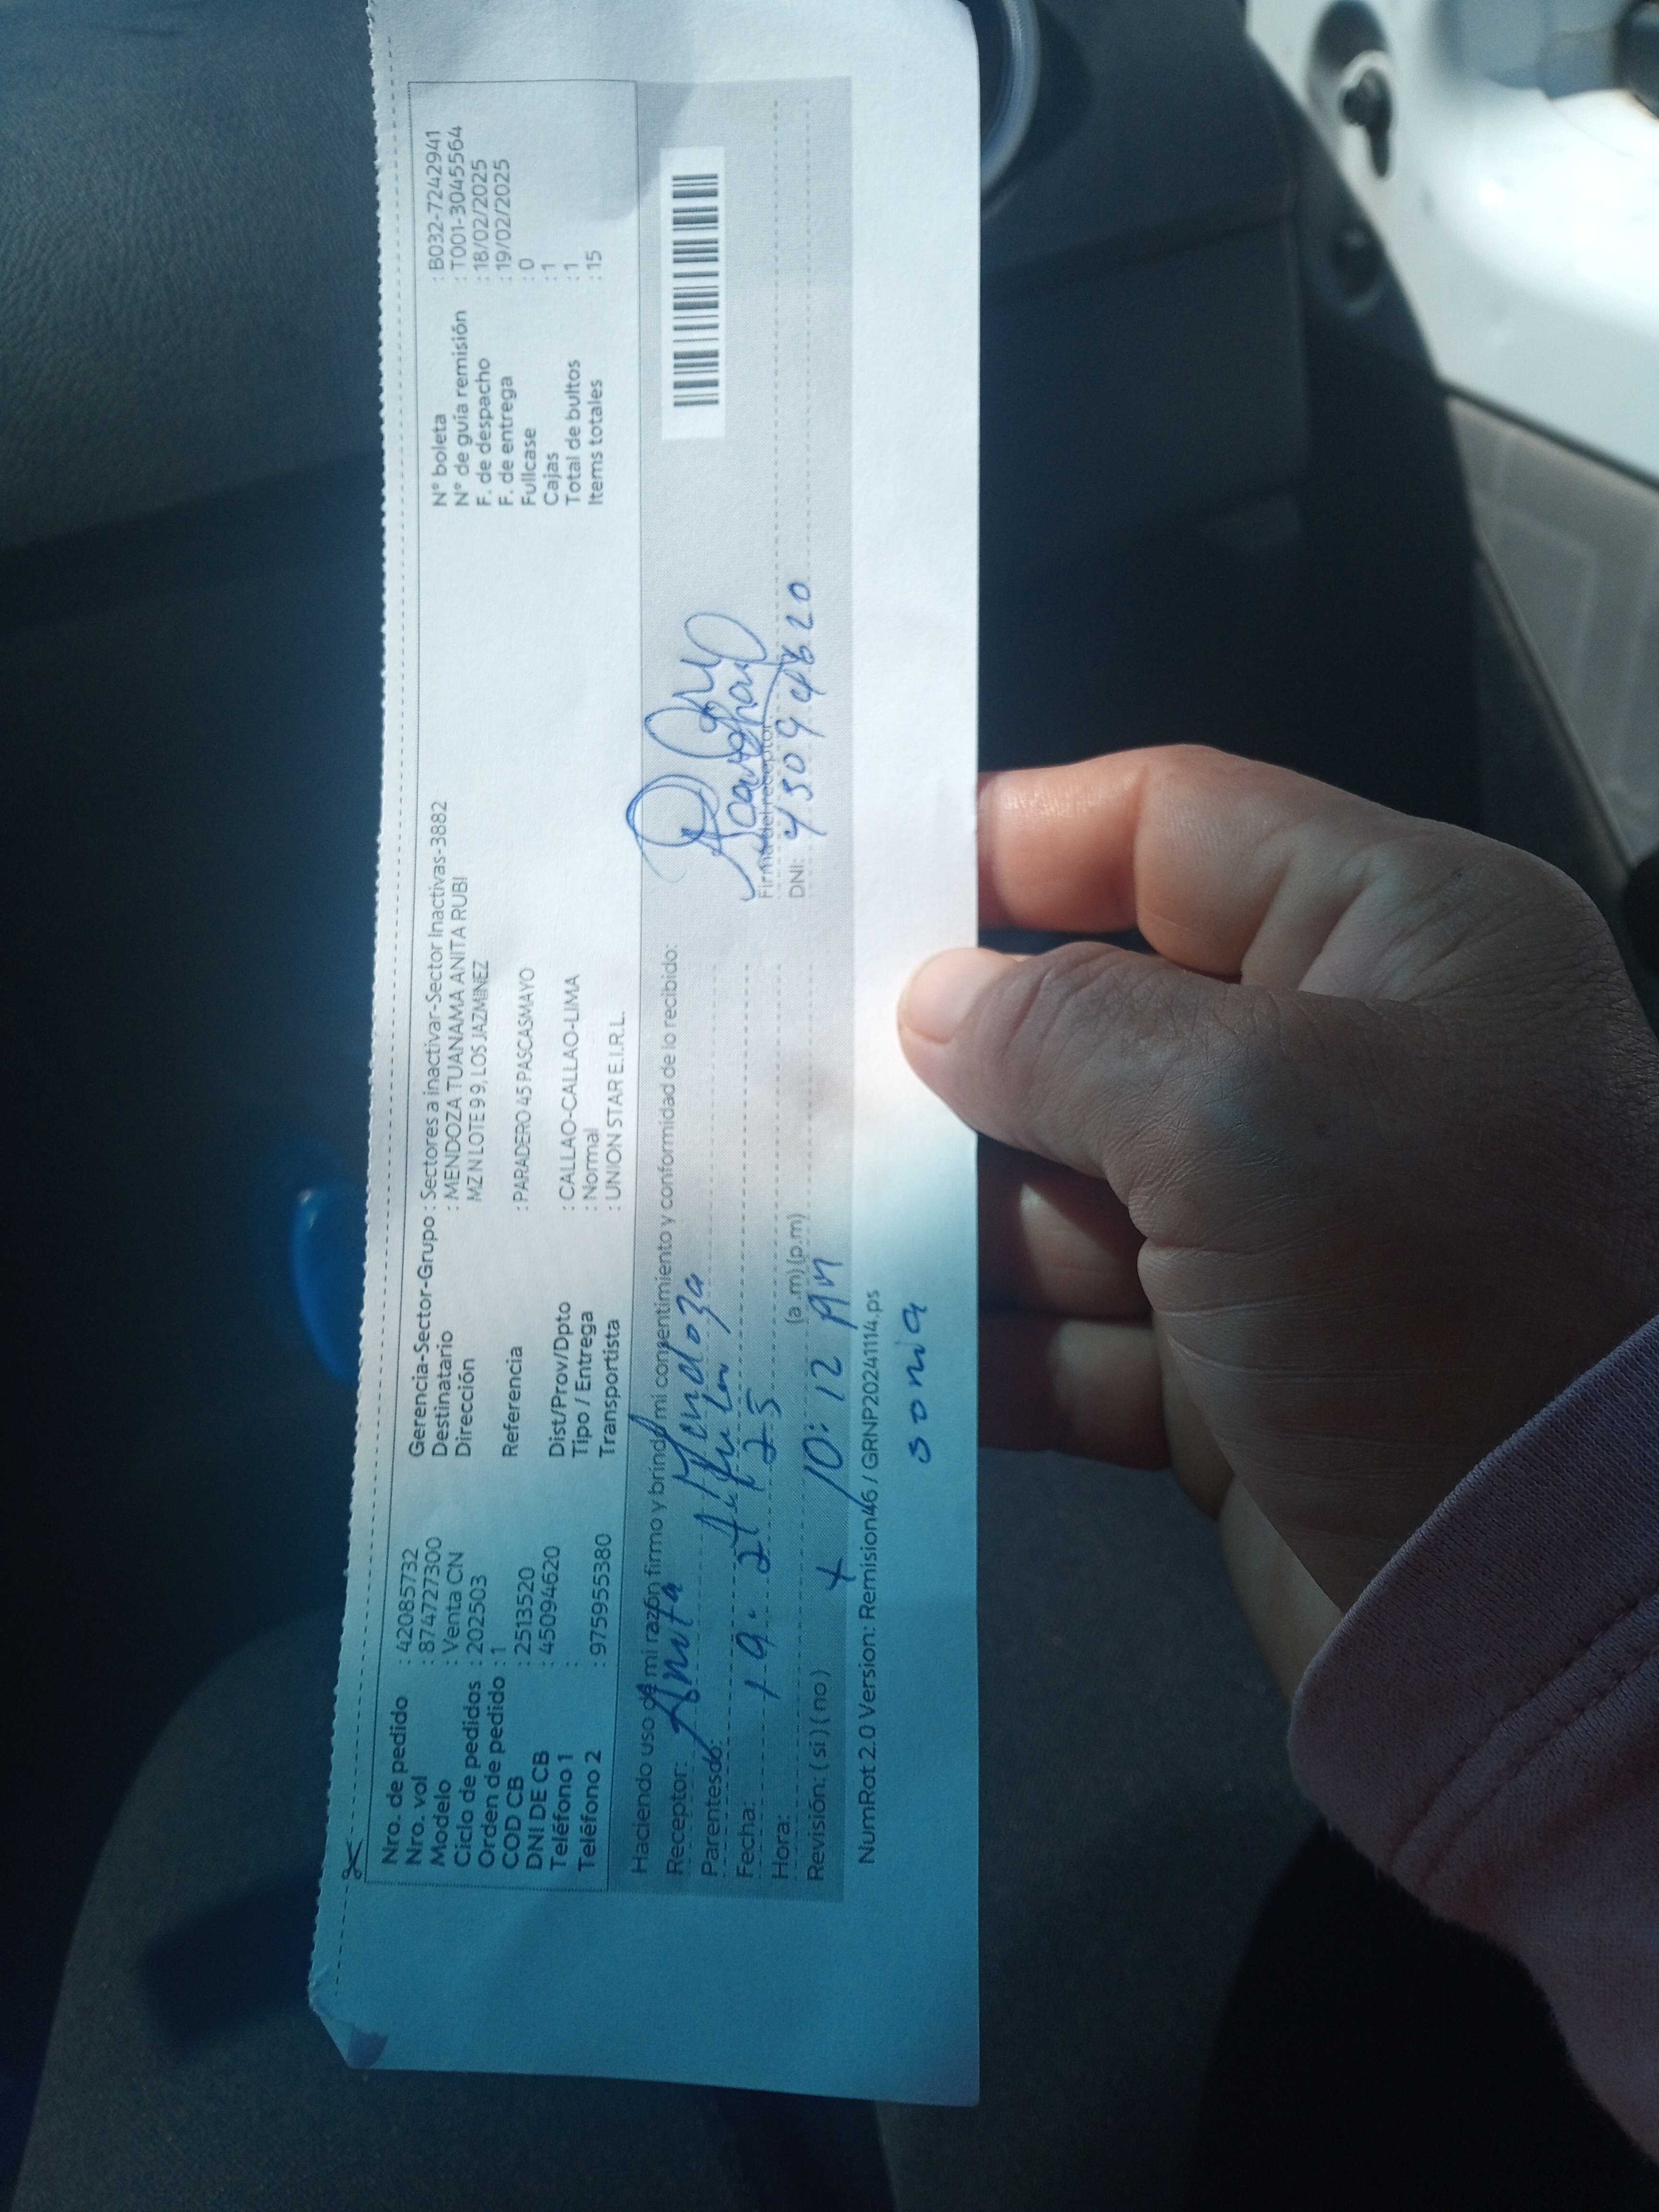 Nro. de pedido : 42085732
Nro. vol : 874727300
Modelo : Venta CN
Ciclo de pedidos : 202503
Orden de pedido : 1
COD CB : 2513520
DNI DE CB : 45094620
Teléfono 1 :
Teléfono 2 : 975955380
Gerencia-Sector-Grupo : Sectores a inactivar-Sector Inactivas-3882
Destinatario : MENDOZA TUANAMA ANITA RUBI
Dirección MZ N LOTE 9 9, LOS JAZMINEZ
Referencia : PARADERO 45 PASCASMAYO
Dist/Prov/Dpto : CALLAO-CALLAO-LIMA
Tipo / Entrega : Normal
Transportista : UNION STAR E.I.R.L.
N° boleta : B032-7242941
N° de guía remisión : T001-3045564
F. de despacho : 18/02/2025
F. de entrega : 19/02/2025
Fullcase : 0
Cajas : 1
Total de bultos : 1
Items totales : 15
Haciendo uso de mi razón firmo y brindo mi consentimiento y conformidad de lo recibido:
Receptor: Anita Mendoza
Parentesco: Titular
Fecha: 19. 2. 25
Hora: 10:12 AM (a.m) (p.m)
Revisión: ( si ) ( no )
Firma del receptor
DNI: 45094620
NumRot 2.0 Version: Remision46 / GRNP20241114.ps
sonia